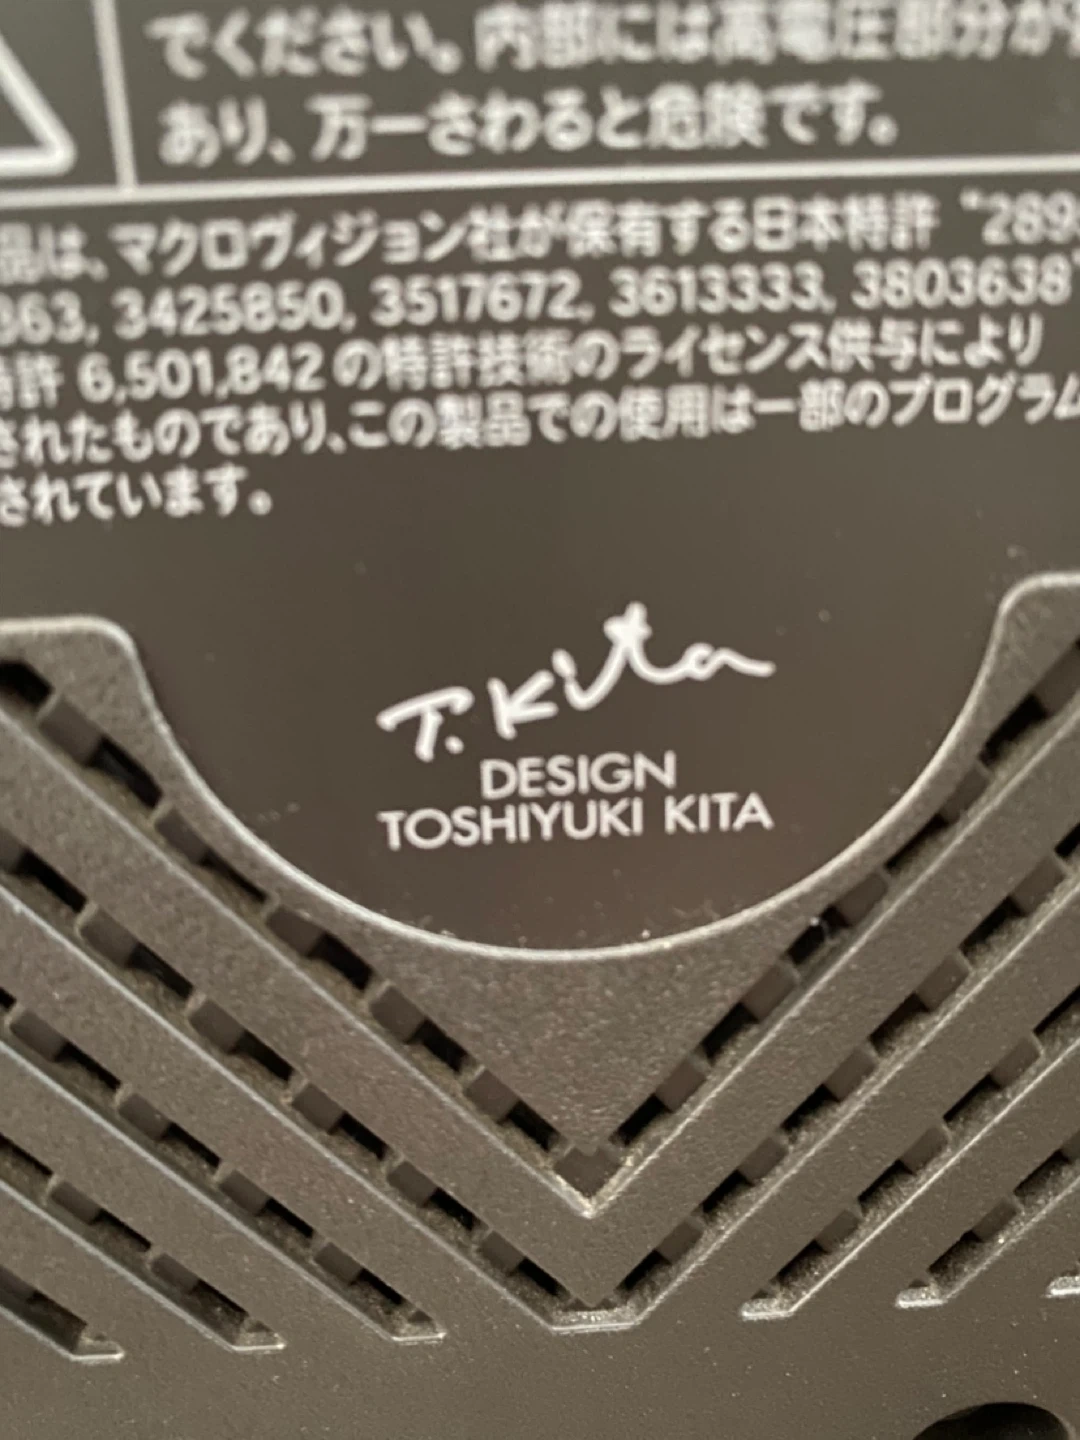 でください。内部には高電圧部分が
あり、万一さわると危険です。
品は、マクロヴィジョン社が保有する日本特許 "289
363, 3425850, 3517672, 3613333, 3803638"
特許 6,501,842 の特許技術のライセンス供与により
されたものであり、この製品での使用は一部のプログラム
されています。
T. Kita
DESIGN
TOSHIYUKI KITA